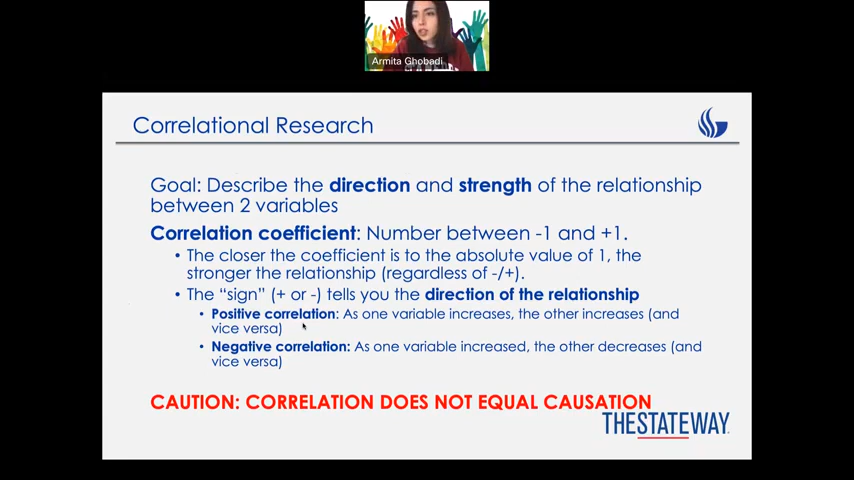 Armita Ghobadi
Correlational Research
Goal: Describe the direction and strength of the relationship
between 2 variables
Correlation coefficient: Number between -1 and +1.
• The closer the coefficient is to the absolute value of 1, the
stronger the relationship (regardless of -/+).
• The “sign” (+ or -) tells you the direction of the relationship
• Positive correlation: As one variable increases, the other increases (and
vice versa)
• Negative correlation: As one variable increased, the other decreases (and
vice versa)
CAUTION: CORRELATION DOES NOT EQUAL CAUSATION
THESTATEWAY.